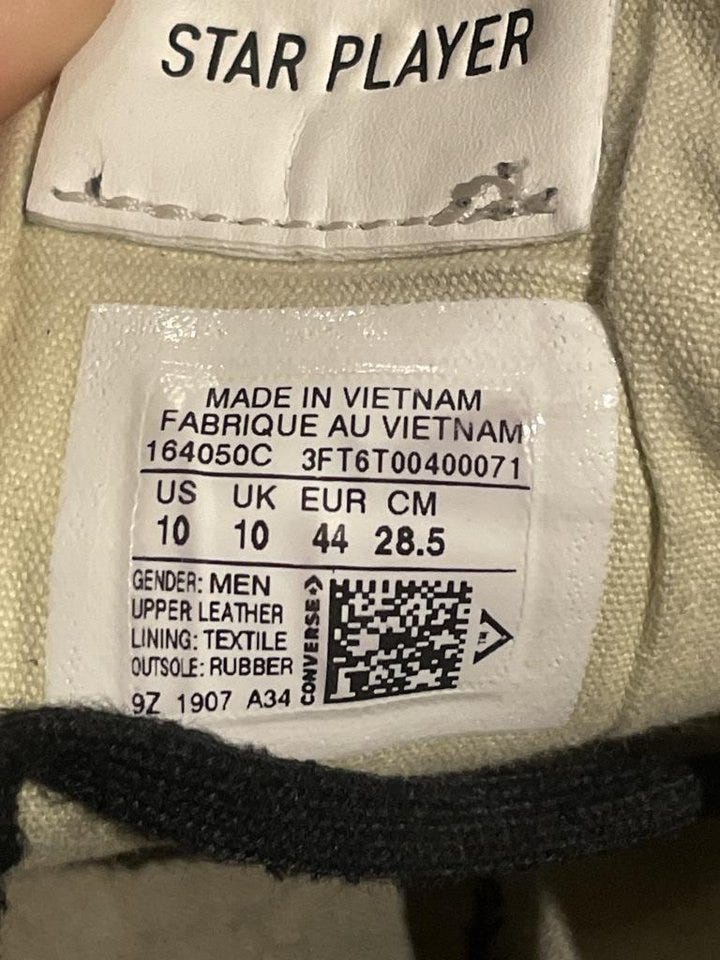 STAR PLAYER
MADE IN VIETNAM
FABRIQUE AU VIETNAM
164050C 3FT6T00400071
US UK EUR CM
10 10 44 28.5
GENDER: MEN
UPPER LEATHER
LINING: TEXTILE
OUTSOLE: RUBBER
9Z 1907 A34
CONVERSE
TM